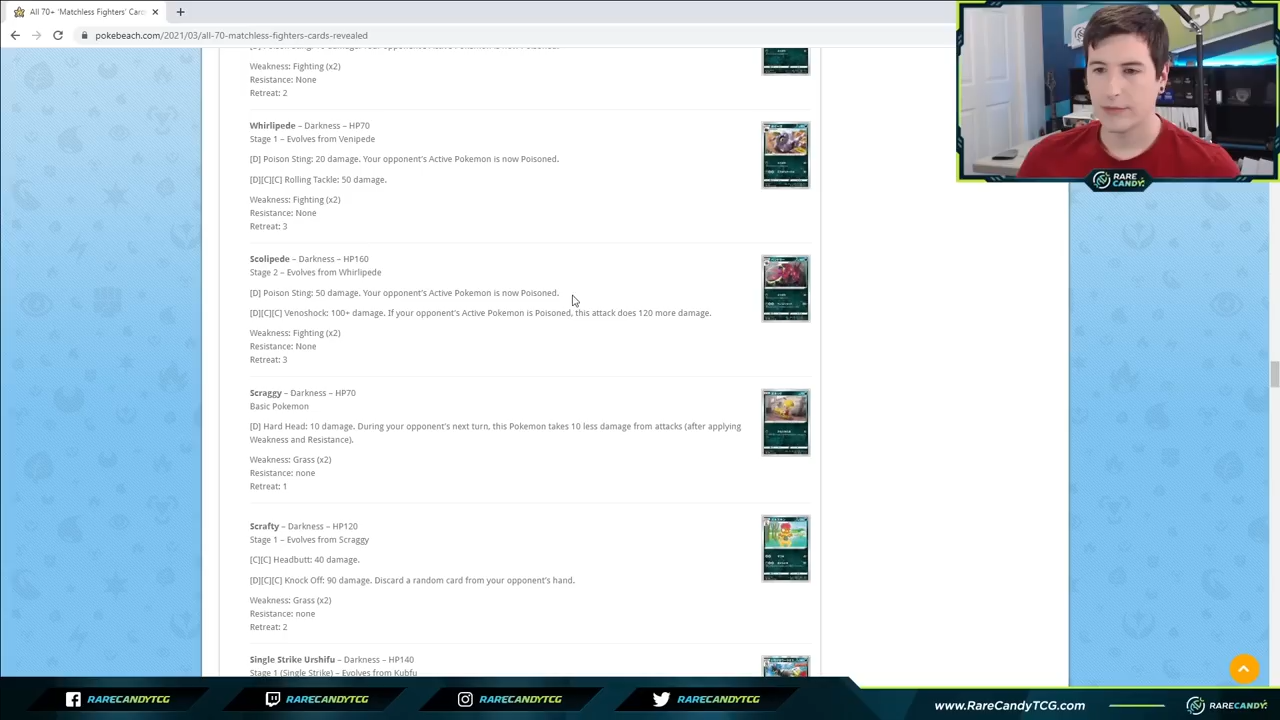 All 70+ 'Matchless Fighters' Card
ebeach.com/2021/03/all-70-matchless-fighters-cards-revealed
Weakness: Fighting (x2)
Resistance: None
Retreat: 2
Whirlipede – Darkness – HP70
Stage 1 – Evolves from Venipede
[D] Poison Sting: 20 damage. Your opponent's Active Pokemon is now Poisoned.
[D][C][C] Rolling Tackle: 50 damage.
Weakness: Fighting (x2)
Resistance: None
Retreat: 3
Scolipede – Darkness – HP160
Stage 2 – Evolves from Whirlipede
[D] Poison Sting: 50 damage. Your opponent's Active Pokemon is now Poisoned.
[D][C][C] Venoshock: damage. If your opponent's Active Pokemon is Poisoned, this attack does 120 more damage.
Weakness: Fighting (x2)
Resistance: None
Retreat: 3
Scraggy – Darkness – HP70
Basic Pokemon
[D] Hard Head: 10 damage. During your opponent's next turn, this Pokemon takes 10 less damage from attacks (after applying
Weakness and Resistance).
Weakness: Grass (x2)
Resistance: none
Retreat: 1
Scrafty – Darkness – HP120
Stage 1 – Evolves from Scraggy
[C][C] Headbutt: 40 damage.
[D][C][C] Knock Off: 90 damage. Discard a random card from your opponent's hand.
Weakness: Grass (x2)
Resistance: none
Retreat: 2
Single Strike Urshifu – Darkness – HP140
Stage 1 (Single Strike) – Evolves from Kubfu
RARE
CANDY
RARECANDYTCG
RARECANDYTCG
RARECANDYTCG
RARECANDYTCG
www.RareCandyTCG.com
RARECANDY